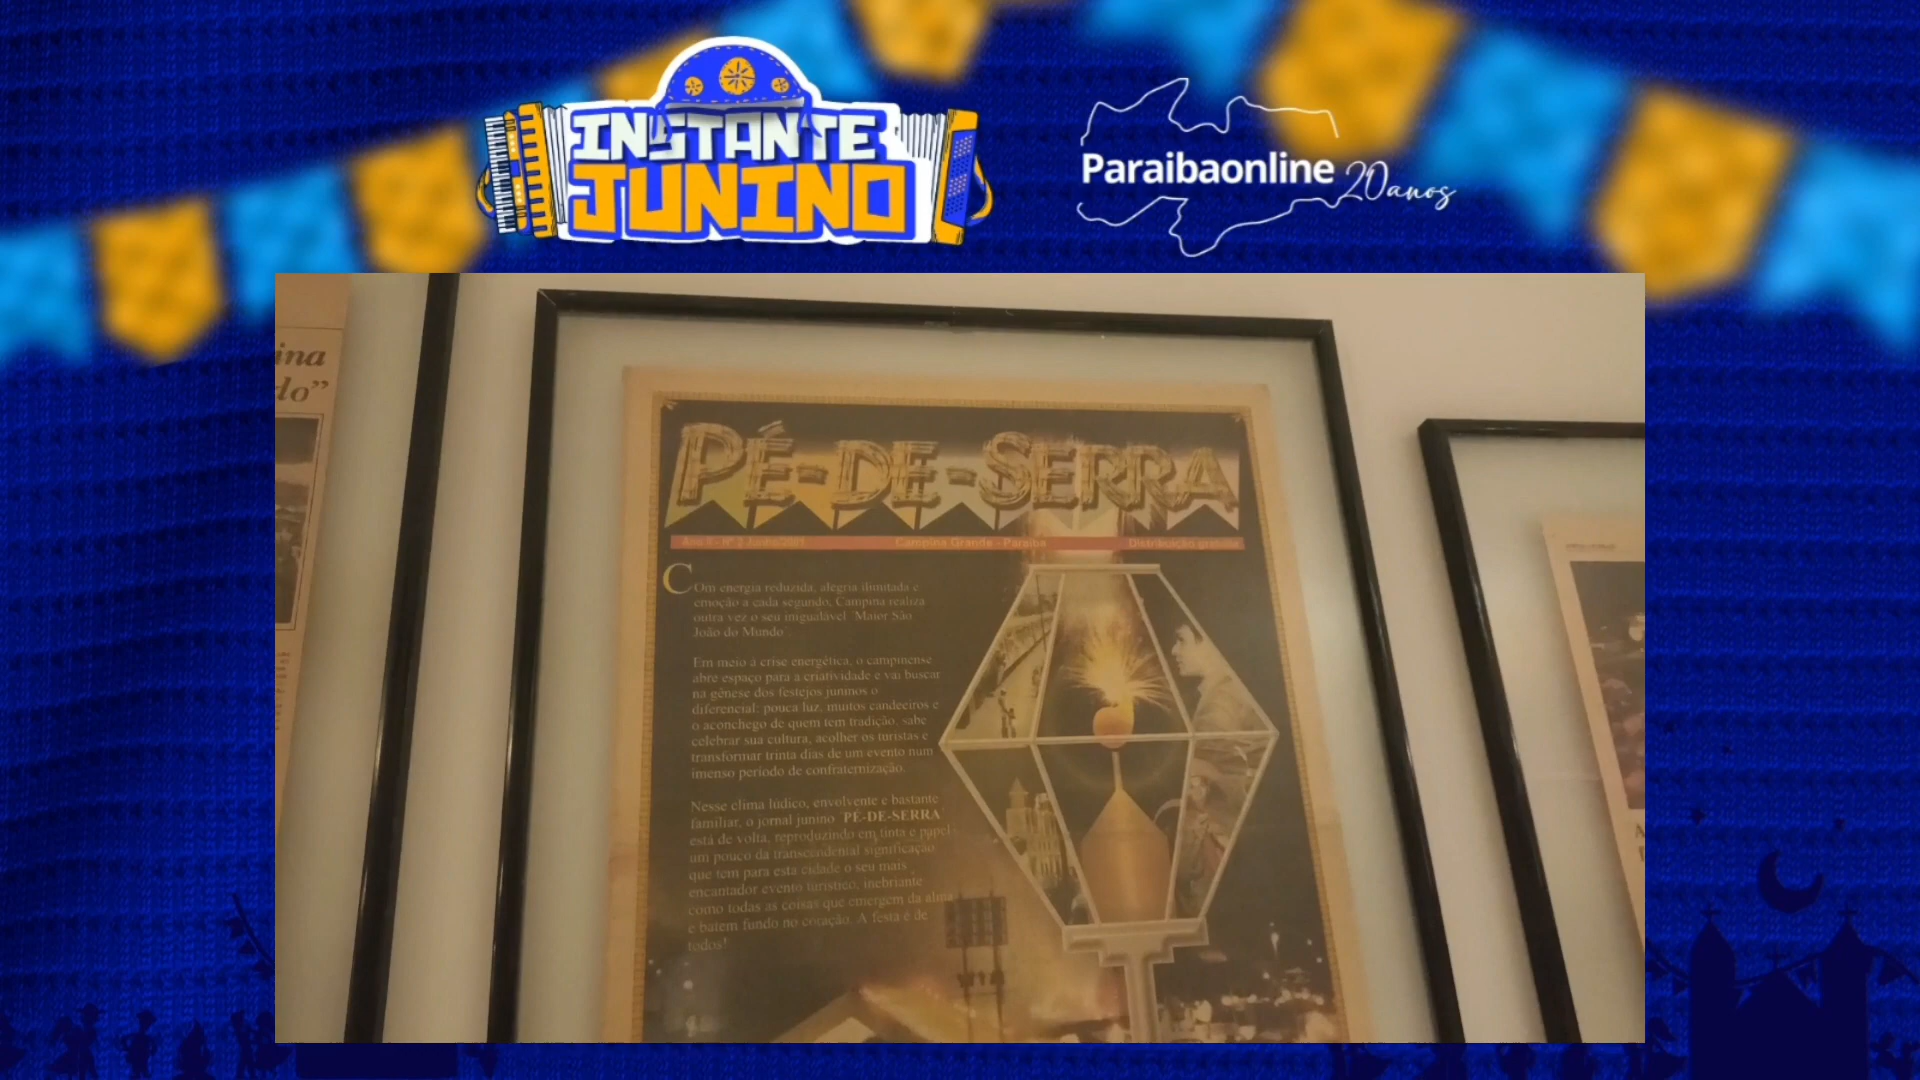 INSTANTE
JUNINO
Paraibaonline 20anos
ina
do”
PÉ-DE-SERRA
Campina Grande - Paraíba
Distribuição gratuita
Com energia reduzida, alegria ilimitada e
emoção a cada segundo, Campina realiza
outra vez o seu inigualável "Maior São
João do Mundo".
Em meio à crise energética, o campinense
abre espaço para a criatividade e vai buscar
na gênese dos festejos juninos o
diferencial: pouca luz, muitos candeeiros e
o aconchego de quem tem tradição, sabe
celebrar sua cultura, acolher os turistas e
transformar trinta dias de um evento num
imenso período de confraternização.
Nesse clima lúdico, envolvente e bastante
familiar, o jornal junino "PÉ-DE-SERRA"
está de volta, reproduzindo em tinta e papel
um pouco da transcendental significação
que tem para esta cidade o seu mais
encantador evento turístico, inebriante
como todas as coisas que emergem da alma
e batem fundo no coração. A festa é de
todos!